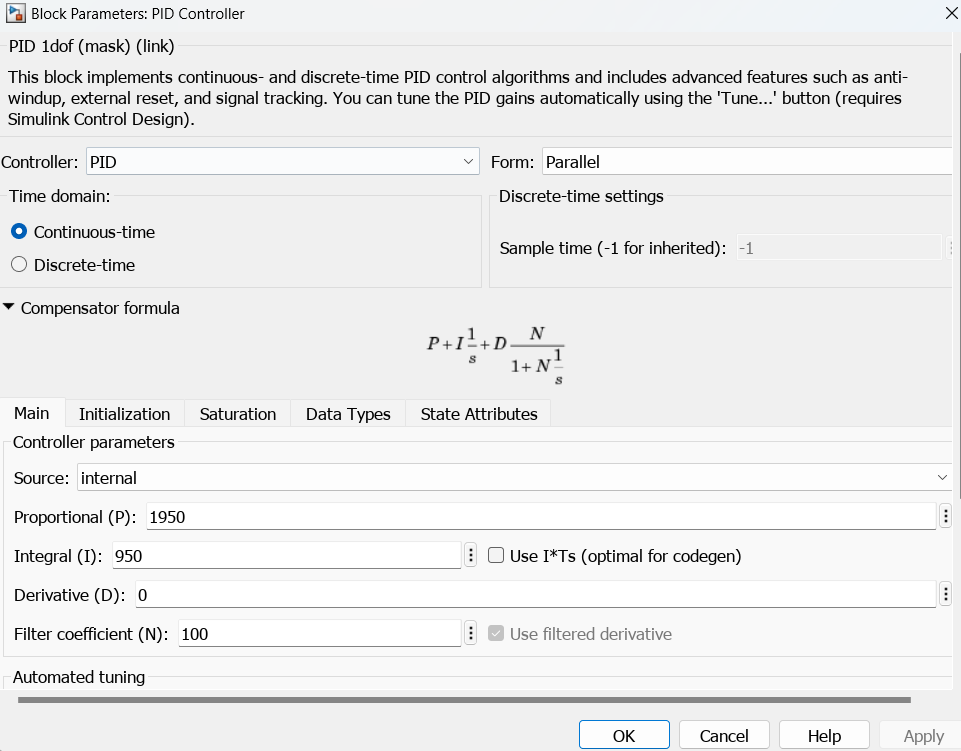 Block Parameters: PID Controller
PID 1dof (mask) (link)
This block implements continuous- and discrete-time PID control algorithms and includes advanced features such as anti-
windup, external reset, and signal tracking. You can tune the PID gains automatically using the 'Tune...' button (requires
Simulink Control Design).
Controller: PID Form: Parallel
Time domain: Discrete-time settings
Continuous-time
Sample time (-1 for inherited): -1
Discrete-time
Compensator formula
P + I 1/s + D N/(1 + N 1/s)
Main Initialization Saturation Data Types State Attributes
Controller parameters
Source: internal
Proportional (P): 1950
Integral (I): 950 Use I*Ts (optimal for codegen)
Derivative (D): 0
Filter coefficient (N): 100 Use filtered derivative
Automated tuning
OK Cancel Help Apply